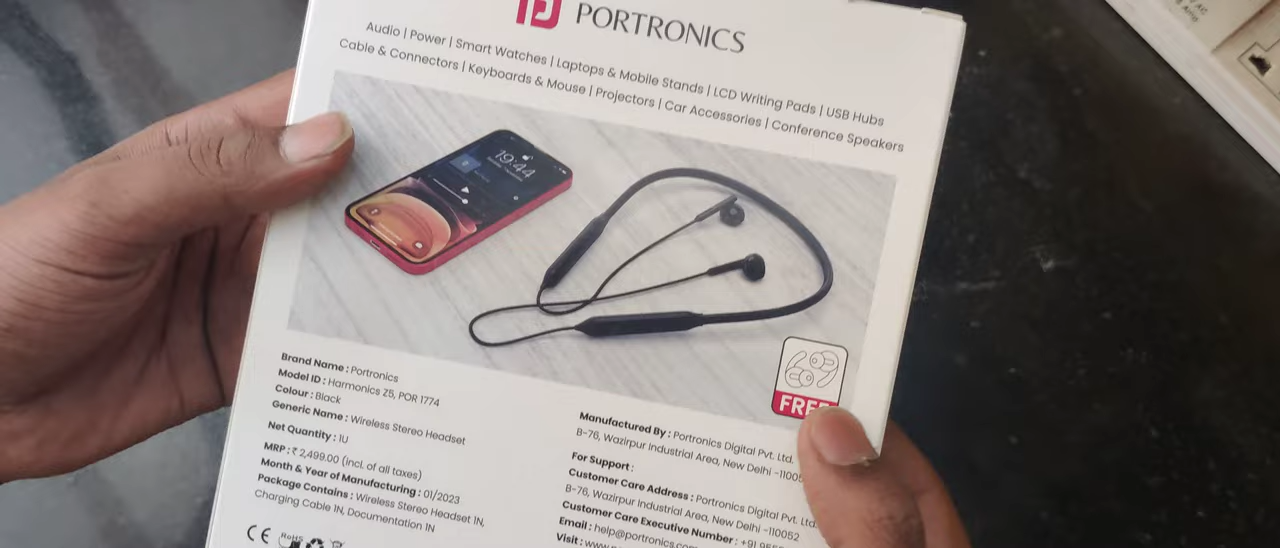 PORTRONICS
Audio | Power | Smart Watches | Laptops & Mobile Stands | LCD Writing Pads | USB Hubs
Cable & Connectors | Keyboards & Mouse | Projectors | Car Accessories | Conference Speakers
19:44
FREE
Brand Name : Portronics
Model ID : Harmonics Z5, POR 1774
Colour : Black
Generic Name : Wireless Stereo Headset
Net Quantity : 1U
MRP : ₹ 2,499.00 (incl. of all taxes)
Month & Year of Manufacturing : 01/2023
Package Contains : Wireless Stereo Headset 1N,
Charging Cable 1N, Documentation 1N
CE RoHS
Manufactured By : Portronics Digital Pvt. Ltd.
B-76, Wazirpur Industrial Area, New Delhi -11005
For Support :
Customer Care Address : Portronics Digital Pvt. Ltd.
B-76, Wazirpur Industrial Area, New Delhi -110052
Customer Care Executive Number : +91
Email : help@portronics.com
Visit :